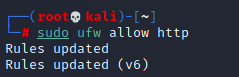 ┌──(root💀kali)-[~]
└─# sudo ufw allow http
Rules updated
Rules updated (v6)